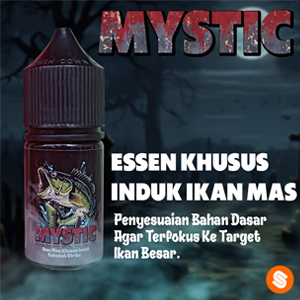 MYSTIC
ESSEN KHUSUS
INDUK IKAN MAS
Penyesuaian Bahan Dasar
Agar Terfokus Ke Target
Ikan Besar.
MYSTIC